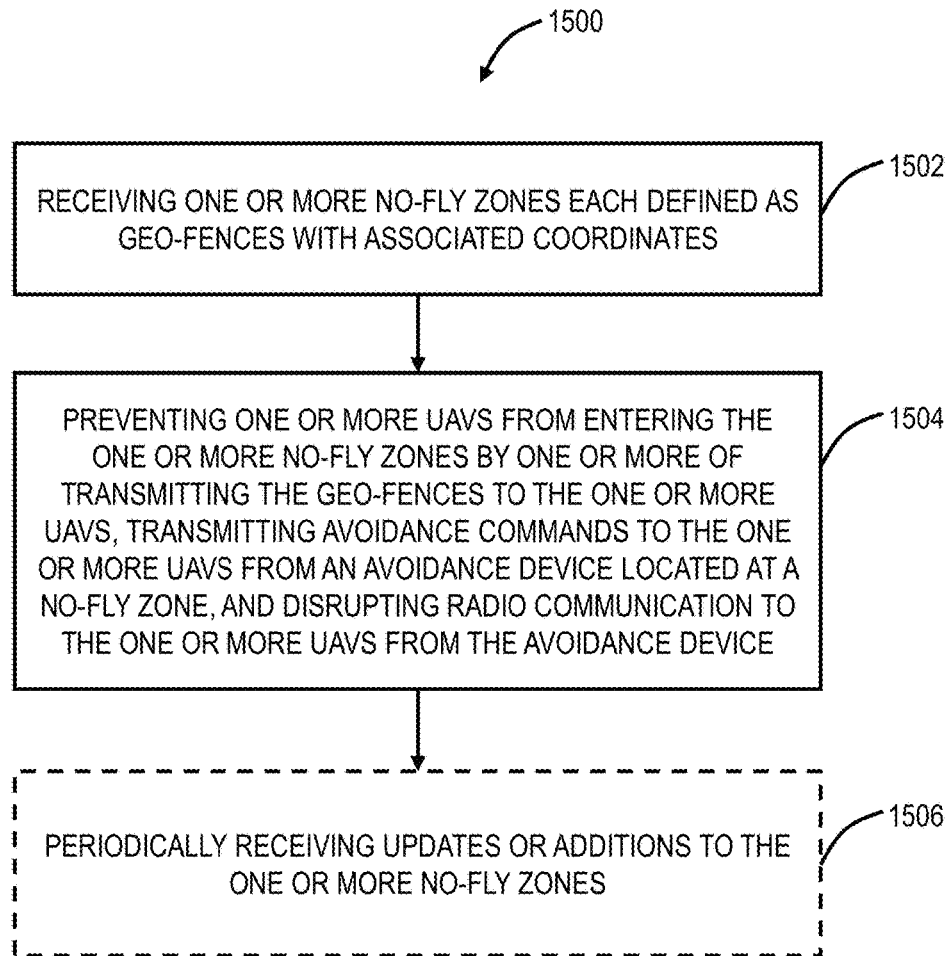 1500
1502
RECEIVING ONE OR MORE NO-FLY ZONES EACH DEFINED AS
GEO-FENCES WITH ASSOCIATED COORDINATES
1504
PREVENTING ONE OR MORE UAVS FROM ENTERING THE
ONE OR MORE NO-FLY ZONES BY ONE OR MORE OF
TRANSMITTING THE GEO-FENCES TO THE ONE OR MORE
UAVS, TRANSMITTING AVOIDANCE COMMANDS TO THE ONE
OR MORE UAVS FROM AN AVOIDANCE DEVICE LOCATED AT A
NO-FLY ZONE, AND DISRUPTING RADIO COMMUNICATION TO
THE ONE OR MORE UAVS FROM THE AVOIDANCE DEVICE
1506
PERIODICALLY RECEIVING UPDATES OR ADDITIONS TO THE
ONE OR MORE NO-FLY ZONES